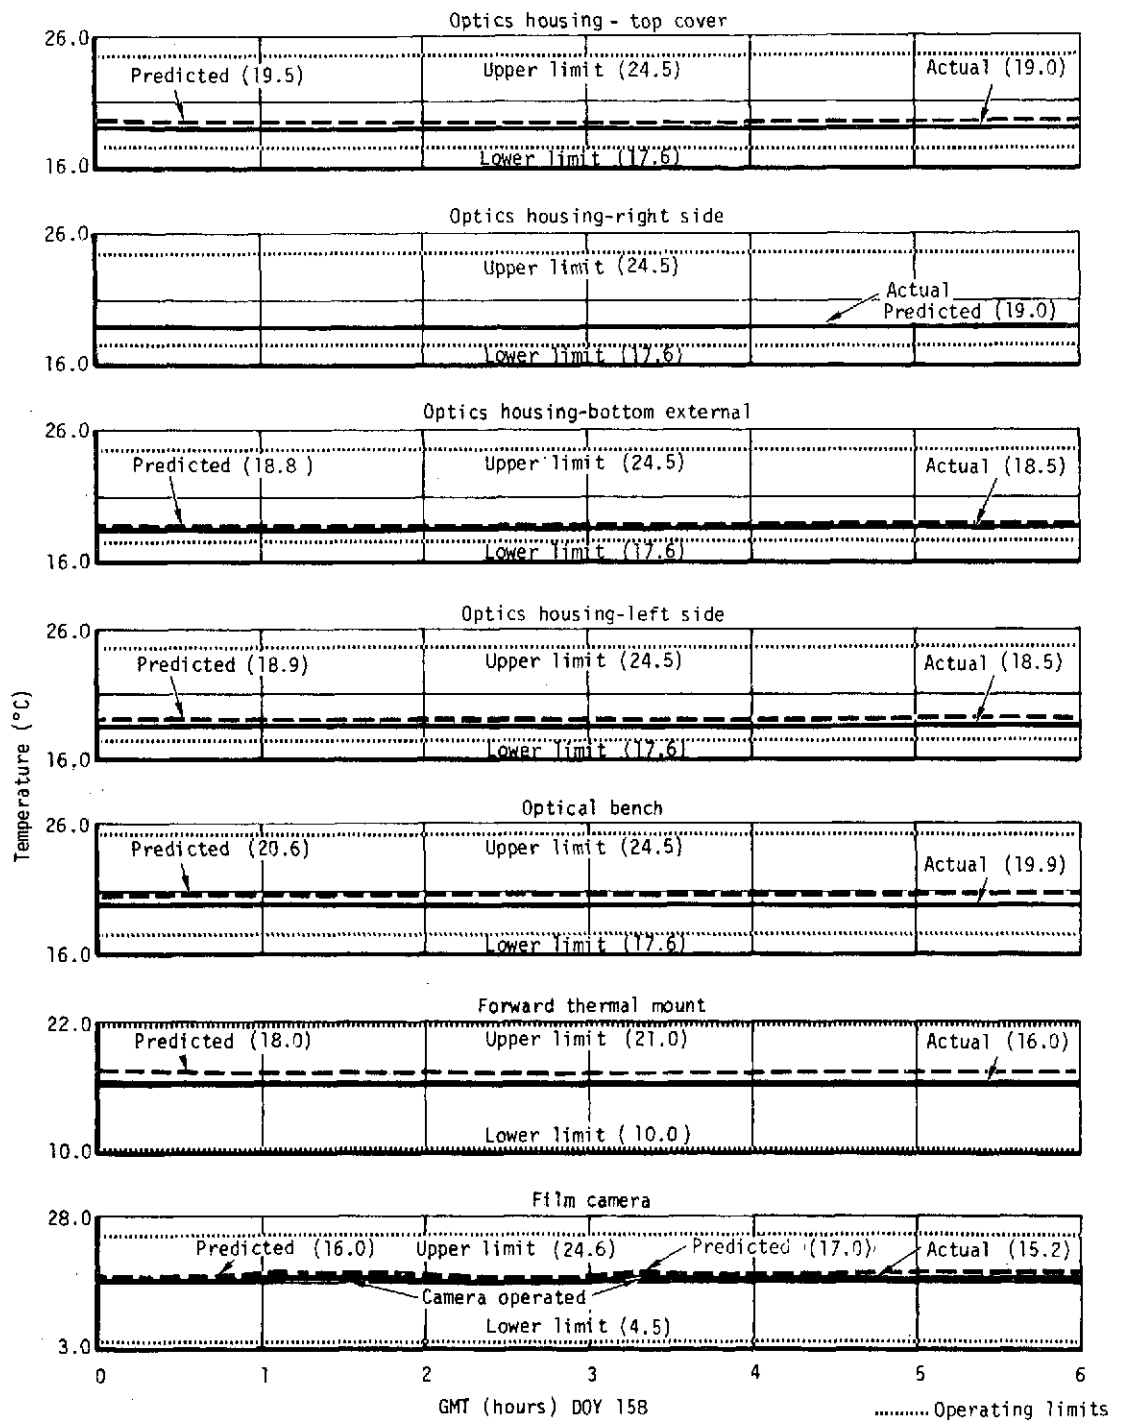 Optics housing - top cover
26.0
Predicted (19.5)
Upper limit (24.5)
Actual (19.0)
Lower limit (17.6)
16.0
Optics housing-right side
26.0
Upper limit (24.5)
Actual
Predicted (19.0)
Lower limit (17.6)
16.0
Optics housing-bottom external
26.0
Predicted (18.8 )
Upper limit (24.5)
Actual (18.5)
Lower limit (17.6)
16.0
Optics housing-left side
26.0
Predicted (18.9)
Upper limit (24.5)
Actual (18.5)
Lower limit (17.6)
16.0
Temperature (°C)
Optical bench
26.0
Predicted (20.6)
Upper limit (24.5)
Actual (19.9)
Lower limit (17.6)
16.0
Forward thermal mount
22.0
Predicted (18.0)
Upper limit (21.0)
Actual (16.0)
Lower limit ( 10.0)
10.0
Film camera
28.0
Predicted (16.0)
Upper limit (24.6)
Predicted (17.0)
Actual (15.2)
Camera operated
Lower limit (4.5)
3.0
0 1 2 3 4 5 6
GMT (hours) DOY 158
.......... Operating limits